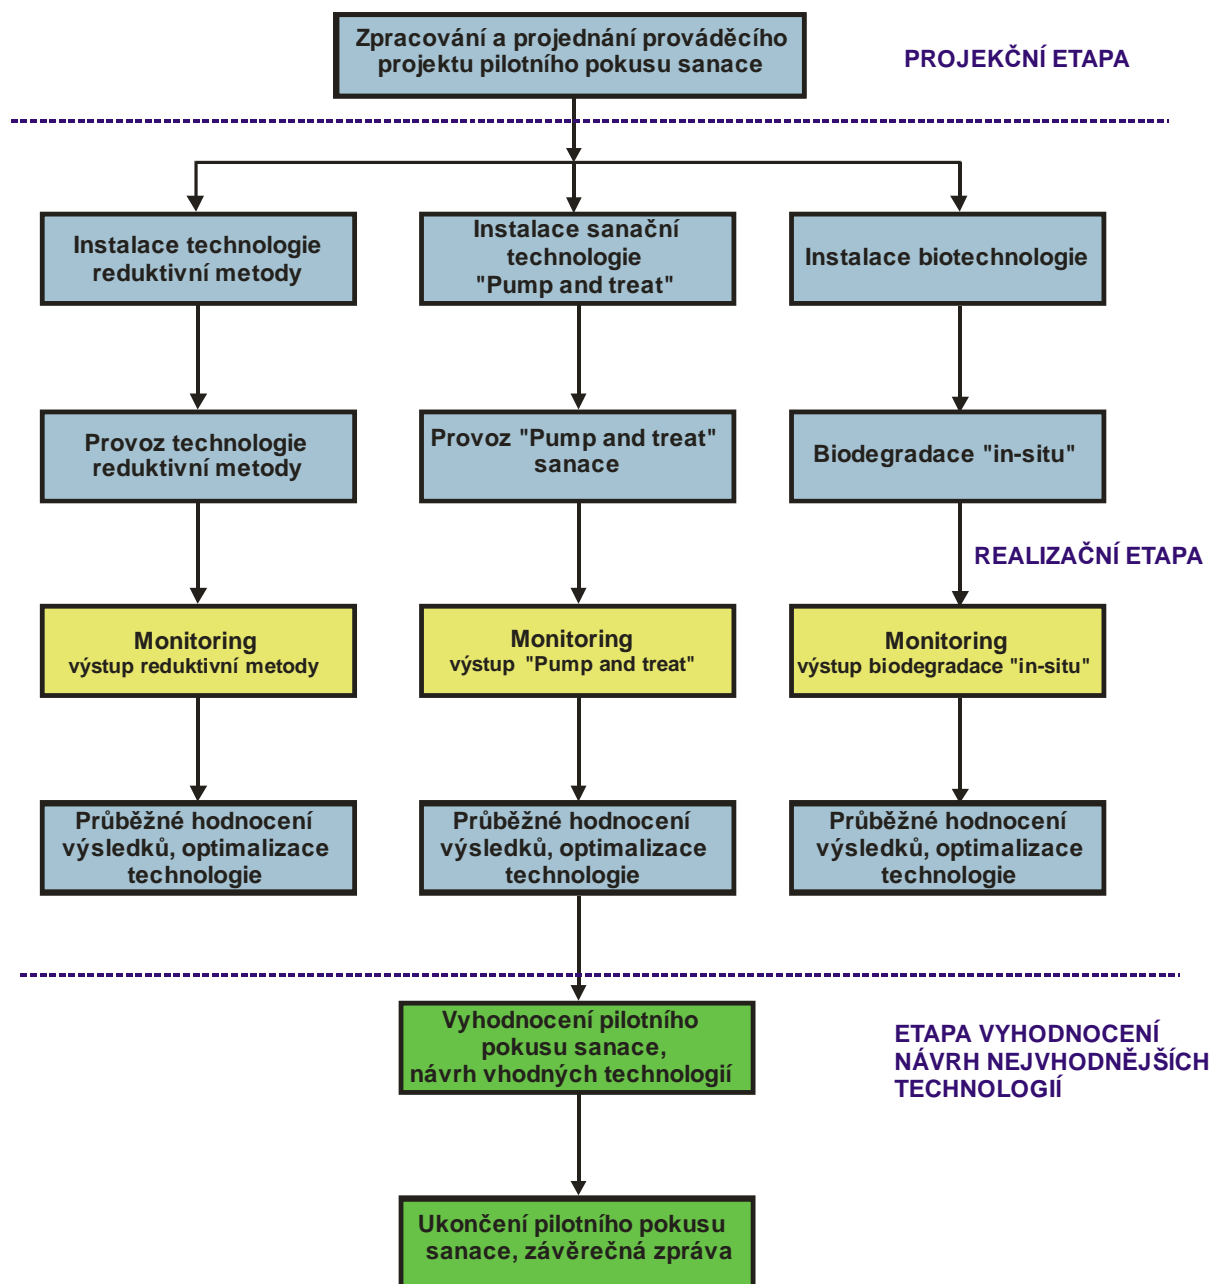 Zpracování a projednání prováděcího
projektu pilotního pokusu sanace
PROJEKČNÍ ETAPA
Instalace technologie
reduktivní metody
Instalace sanační
technologie
"Pump and treat"
Instalace biotechnologie
Provoz technologie
reduktivní metody
Provoz "Pump and treat"
sanace
Biodegradace "in-situ"
REALIZAČNÍ ETAPA
Monitoring
výstup reduktivní metody
Monitoring
výstup "Pump and treat"
Monitoring
výstup biodegradace "in-situ"
Průběžné hodnocení
výsledků, optimalizace
technologie
Průběžné hodnocení
výsledků, optimalizace
technologie
Průběžné hodnocení
výsledků, optimalizace
technologie
Vyhodnocení pilotního
pokusu sanace,
návrh vhodných technologií
ETAPA VYHODNOCENÍ
NÁVRH NEJVHODNĚJŠÍCH
TECHNOLOGIÍ
Ukončení pilotního pokusu
sanace, závěrečná zpráva